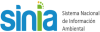 sinia
Sistema Nacional
de Información
Ambiental